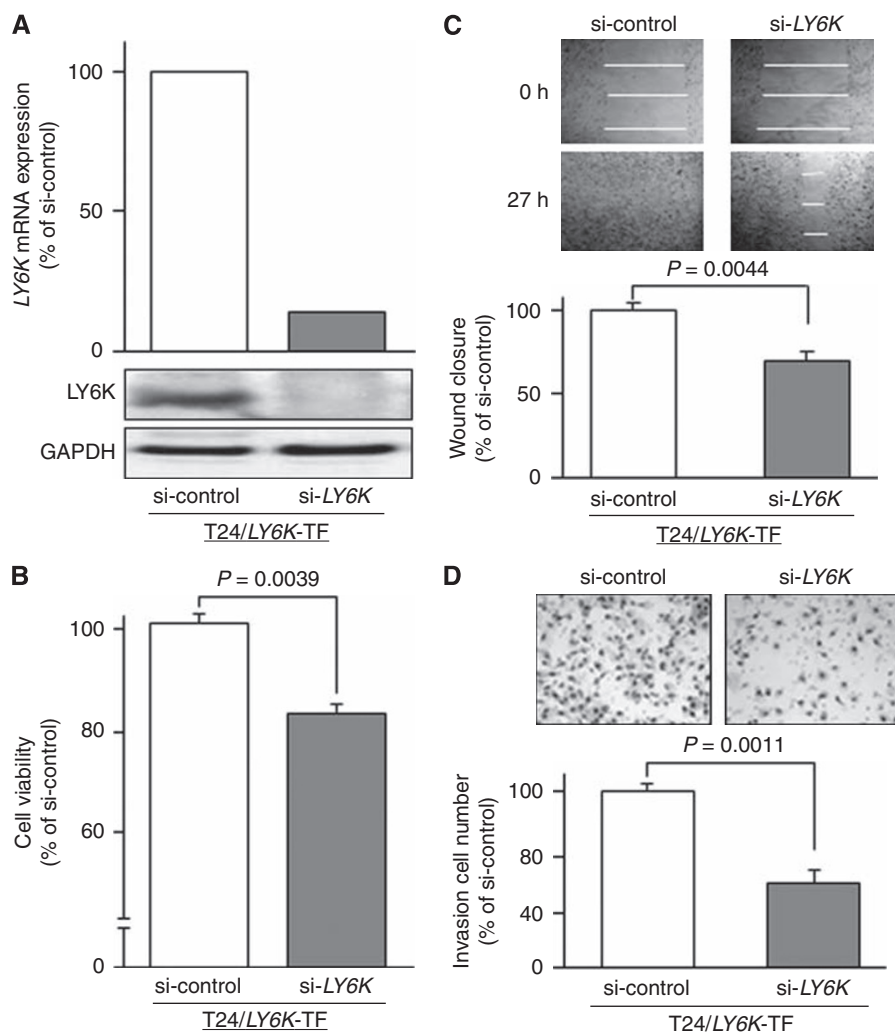 A
LY6K mRNA expression
(% of si-control)
100
50
0
LY6K
GAPDH
si-control si-LY6K
T24/LY6K-TF
B
P = 0.0039
Cell viability
(% of si-control)
100
80
60
0
si-control si-LY6K
T24/LY6K-TF
C
si-control si-LY6K
0 h
27 h
P = 0.0044
Wound closure
(% of si-control)
100
50
0
si-control si-LY6K
T24/LY6K-TF
D
si-control si-LY6K
P = 0.0011
Invasion cell number
(% of si-control)
100
80
40
0
si-control si-LY6K
T24/LY6K-TF